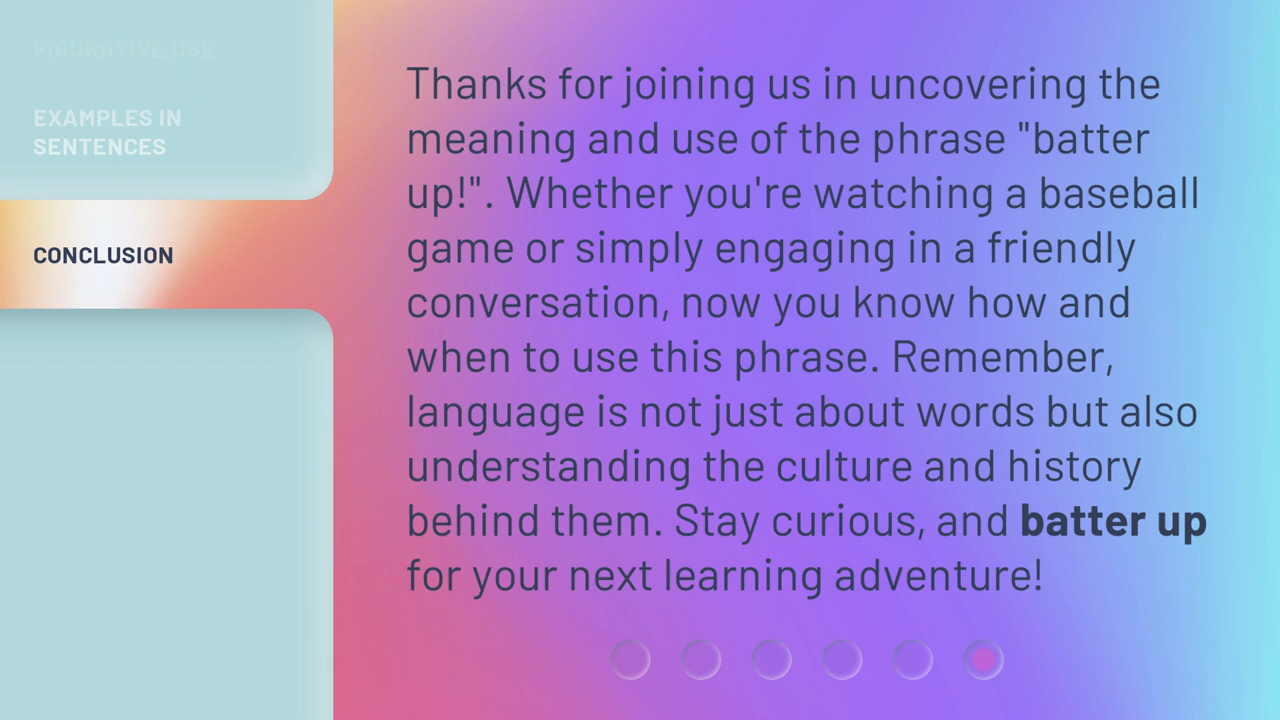 FIGURATIVE USE
EXAMPLES IN
SENTENCES
CONCLUSION
Thanks for joining us in uncovering the
meaning and use of the phrase "batter
up!". Whether you're watching a baseball
game or simply engaging in a friendly
conversation, now you know how and
when to use this phrase. Remember,
language is not just about words but also
understanding the culture and history
behind them. Stay curious, and batter up
for your next learning adventure!